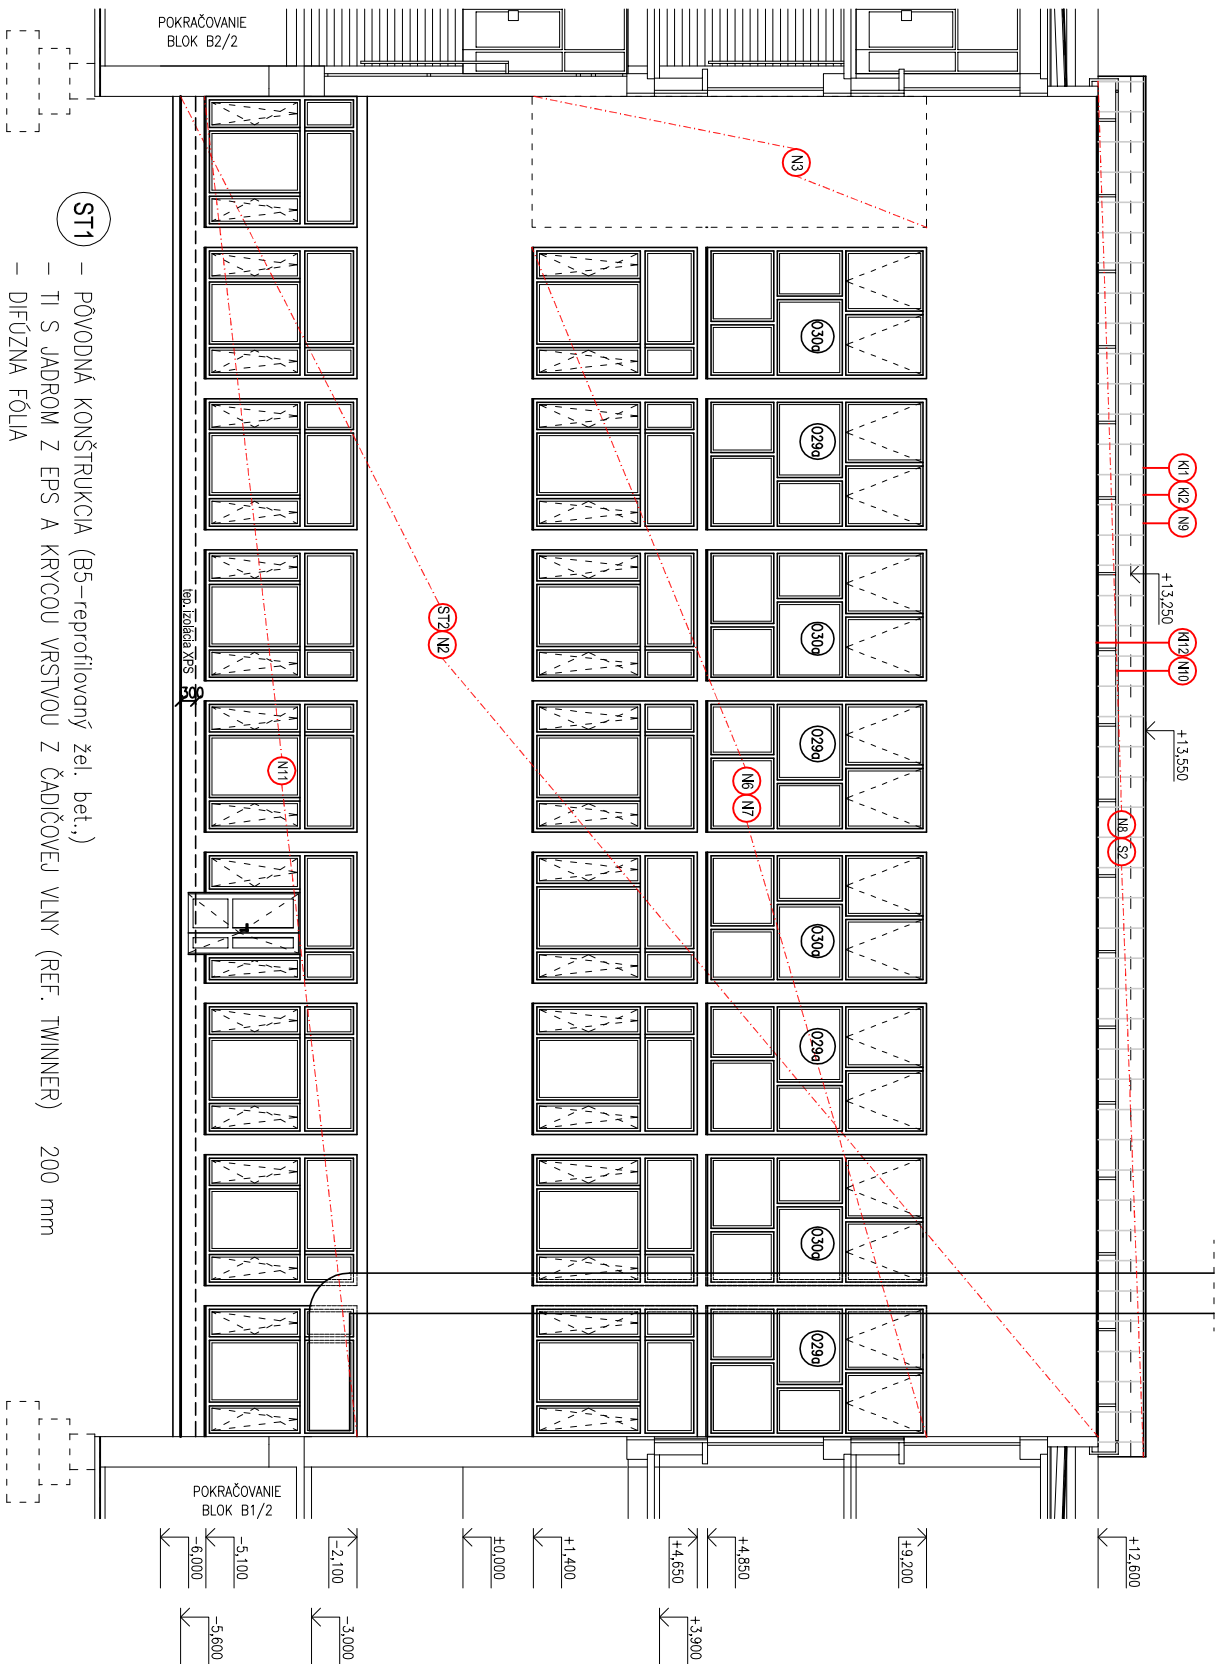 POKRAČOVANIE
BLOK B2/2
N3
030a
029a
030a
029a
030a
029a
030a
029a
KI1
KI2
N9
+13,250
KI12
N10
+13,550
N8
S2
ST2
N2
N6
N7
N11
tep. izolácia XPS
300
ST1
- PÔVODNÁ KONŠTRUKCIA (B5-reprofilovaný žel. bet.,)
- TI S JADROM Z EPS A KRYCOU VRSTVOU Z ČADIČOVEJ VLNY (REF. TWINNER) 200 mm
- DIFÚZNA FÓLIA
POKRAČOVANIE
BLOK B1/2
+12,600
+9,200
+4,850
+4,650
+3,900
+1,400
±0,000
-2,100
-3,000
-5,100
-5,600
-6,000